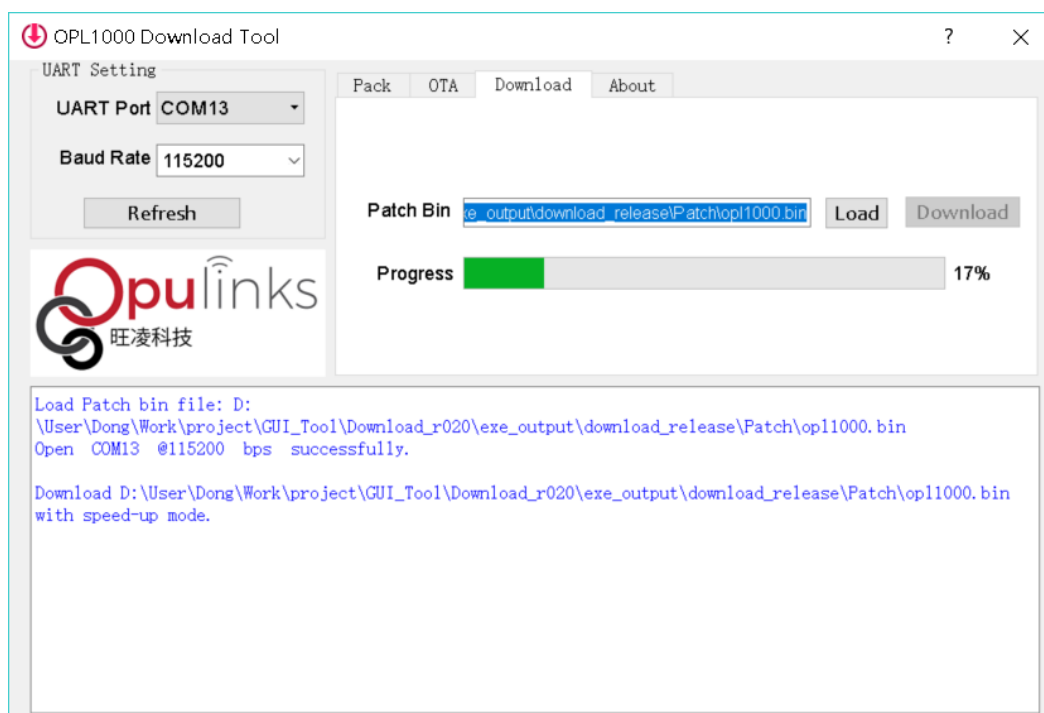 OPL1000 Download Tool
?
UART Setting
UART Port COM13
Baud Rate 115200
Refresh
Opulinks
旺凌科技
Pack OTA Download About
Patch Bin xe_output\download_release\Patch\opl1000.bin Load Download
Progress 17%
Load Patch bin file: D:
\User\Dong\Work\project\GUI_Tool\Download_r020\exe_output\download_release\Patch\opl1000.bin
Open COM13 @115200 bps successfully.
Download D:\User\Dong\Work\project\GUI_Tool\Download_r020\exe_output\download_release\Patch\opl1000.bin
with speed-up mode.